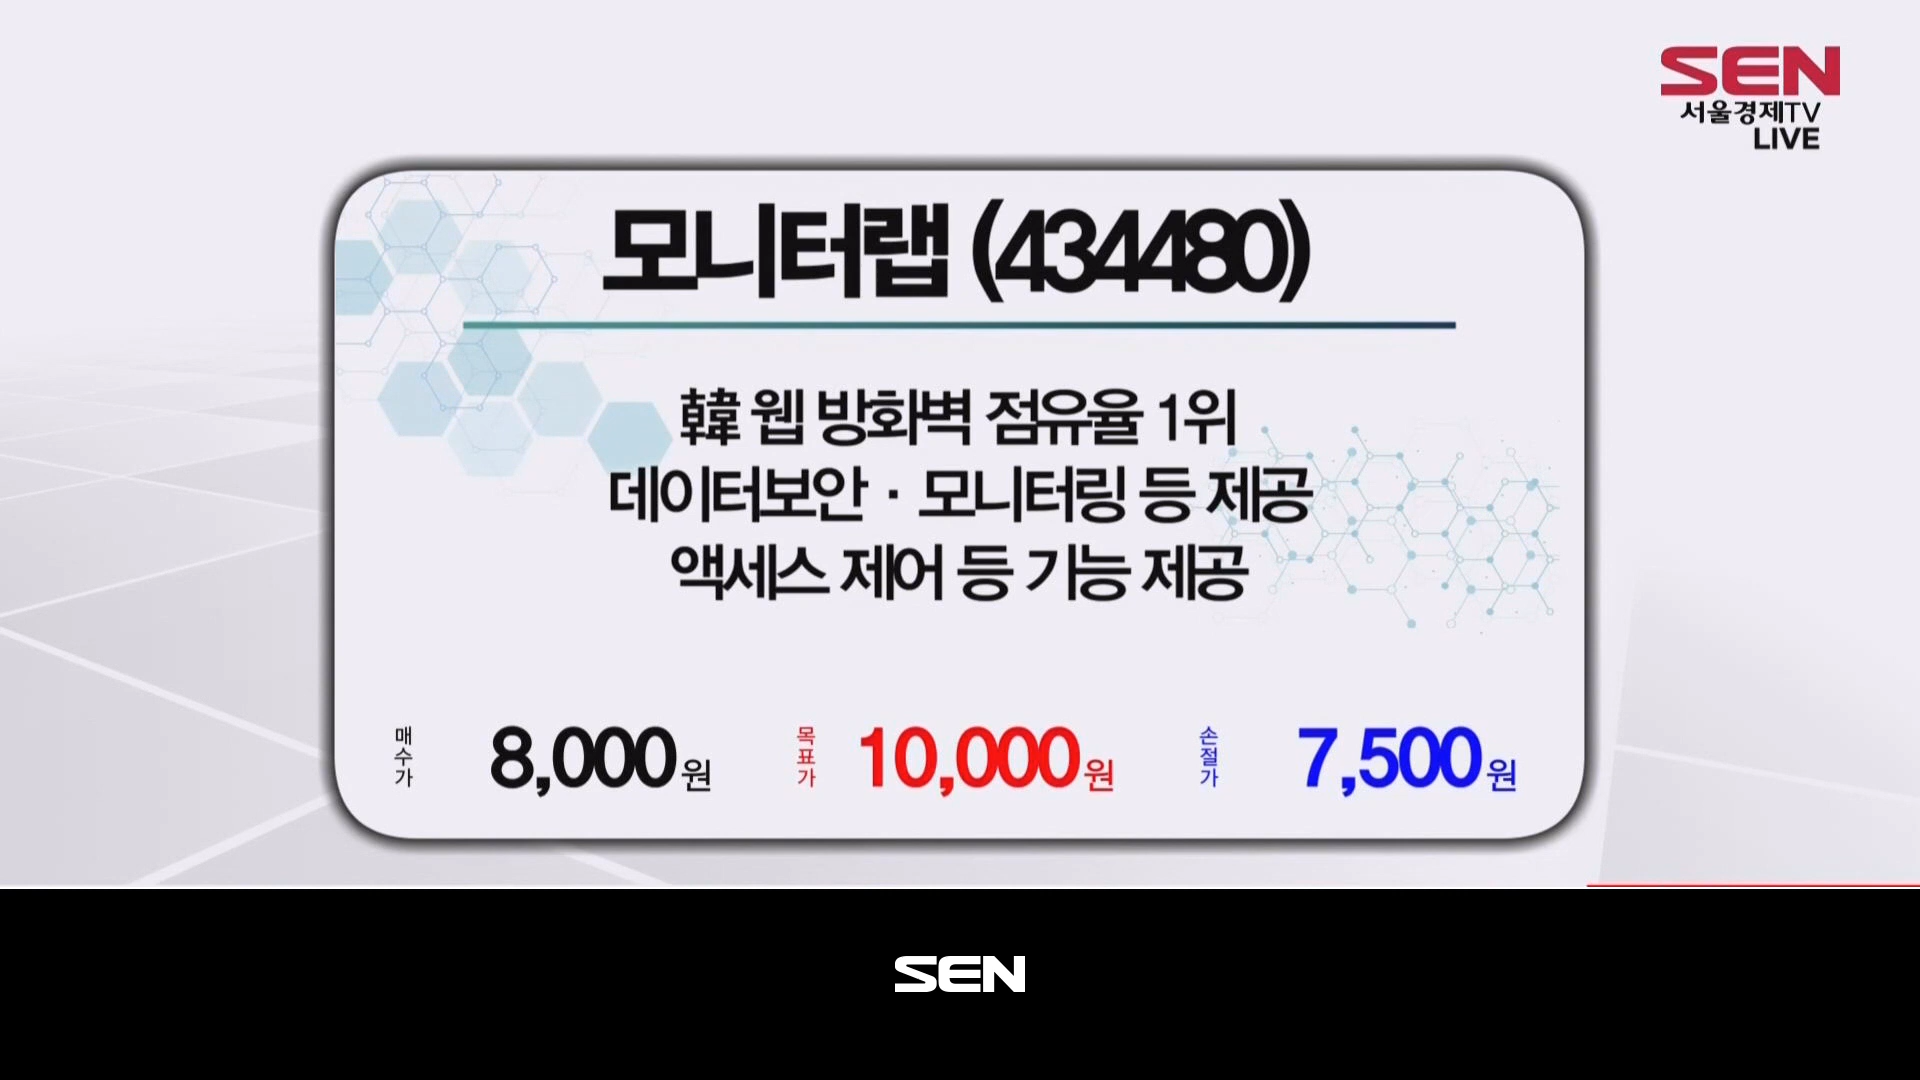 SEN
서울경제TV
LIVE
모니터랩 (434480)
韓 웹 방화벽 점유율 1위
데이터보안 · 모니터링 등 제공
액세스 제어 등 기능 제공
매수가 8,000원 목표가 10,000원 손절가 7,500원
SEN